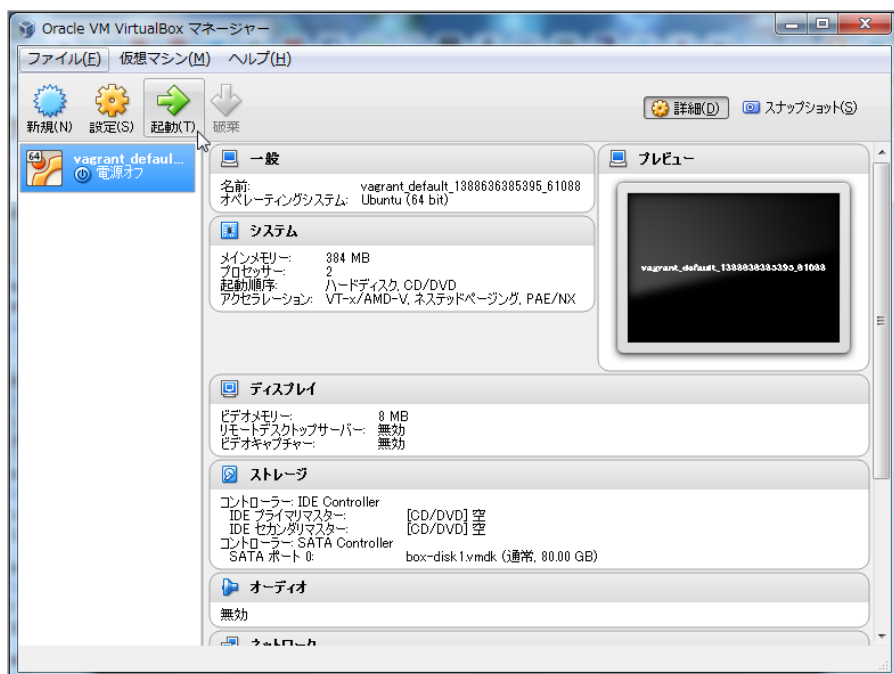 Oracle VM VirtualBox マネージャー
ファイル(F) 仮想マシン(M) ヘルプ(H)
新規(N) 設定(S) 起動(T) 破棄
詳細(D) スナップショット(S)
64
vagrant_defaul...
電源オフ
一般
名前: vagrant_default_1388636385395_61088
オペレーティングシステム: Ubuntu (64 bit)
システム
メインメモリー: 384 MB
プロセッサー: 2
起動順序: ハードディスク, CD/DVD
アクセラレーション: VT-x/AMD-V, ネステッドページング, PAE/NX
プレビュー
vagrant_default_1388636385395_61088
ディスプレイ
ビデオメモリー: 8 MB
リモートデスクトップサーバー: 無効
ビデオキャプチャー: 無効
ストレージ
コントローラー: IDE Controller
IDE プライマリマスター: [CD/DVD] 空
IDE セカンダリマスター: [CD/DVD] 空
コントローラー: SATA Controller
SATA ポート 0: box-disk1.vmdk (通常, 80.00 GB)
オーディオ
無効
ネットワーク